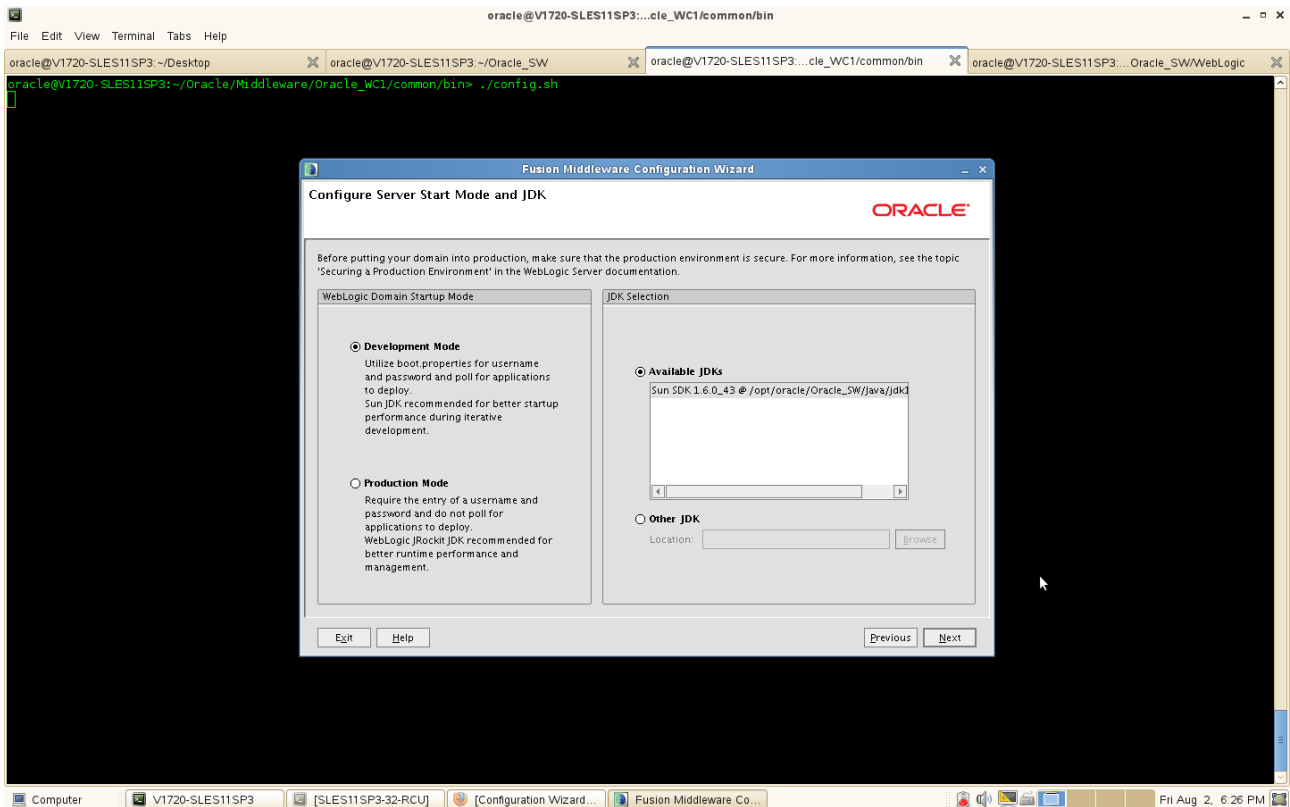 oracle@V1720-SLES11SP3:...cle_WC1/common/bin
File Edit View Terminal Tabs Help
oracle@V1720-SLES11SP3:~/Desktop
oracle@V1720-SLES11SP3:~/Oracle_SW
oracle@V1720-SLES11SP3:...cle_WC1/common/bin
oracle@V1720-SLES11SP3:...Oracle_SW/WebLogic
oracle@V1720-SLES11SP3:~/Oracle/Middleware/Oracle_WC1/common/bin> ./config.sh
Fusion Middleware Configuration Wizard
Configure Server Start Mode and JDK
ORACLE
Before putting your domain into production, make sure that the production environment is secure. For more information, see the topic
'Securing a Production Environment' in the WebLogic Server documentation.
WebLogic Domain Startup Mode
Development Mode
Utilize boot.properties for username
and password and poll for applications
to deploy.
Sun JDK recommended for better startup
performance during iterative
development.
Production Mode
Require the entry of a username and
password and do not poll for
applications to deploy.
WebLogic JRockit JDK recommended for
better runtime performance and
management.
JDK Selection
Available JDKs
Sun SDK 1.6.0_43 @ /opt/oracle/Oracle_SW/Java/jdk1
Other JDK
Location:
Browse
Exit
Help
Previous
Next
Computer
V1720-SLES11SP3
[SLES11SP3-32-RCU]
[Configuration Wizard...
Fusion Middleware Co...
Fri Aug 2, 6:26 PM